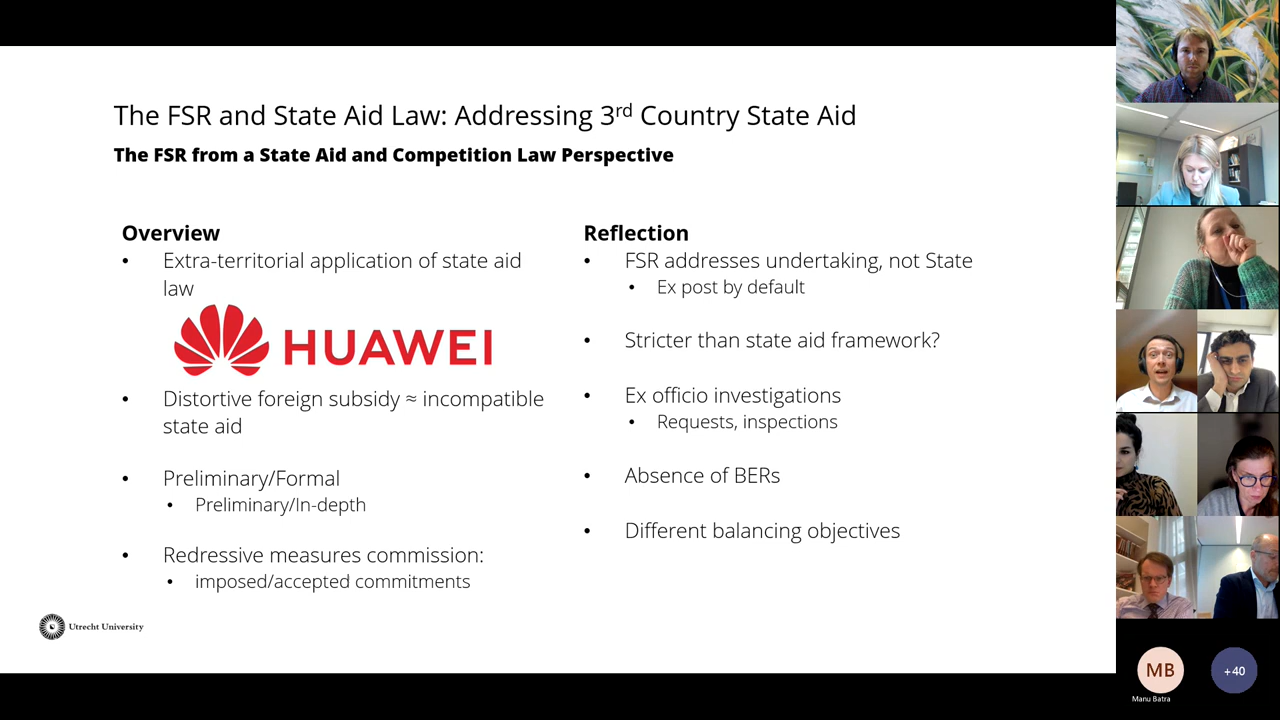 The FSR and State Aid Law: Addressing 3rd Country State Aid
The FSR from a State Aid and Competition Law Perspective
Overview
• Extra-territorial application of state aid
law
HUAWEI
• Distortive foreign subsidy ≈ incompatible
state aid
• Preliminary/Formal
• Preliminary/In-depth
• Redressive measures commission:
• imposed/accepted commitments
Reflection
• FSR addresses undertaking, not State
• Ex post by default
• Stricter than state aid framework?
• Ex officio investigations
• Requests, inspections
• Absence of BERs
• Different balancing objectives
Utrecht University
MB
Manu Batra
+40